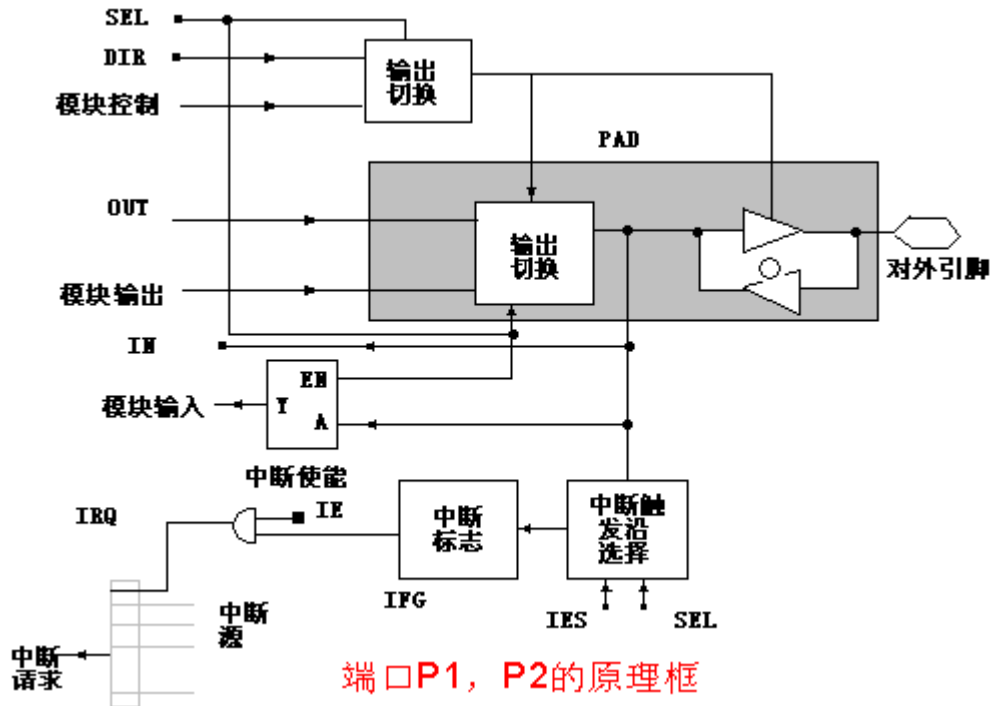 SEL
DIR
模块控制
输出
切换
PAD
OUT
模块输出
输出
切换
对外引脚
IN
EN
Y
A
模块输入
中断使能
IE
IRQ
中断
标志
中断触
发沿
选择
IFG
IES
SEL
中断
源
中断
请求
端口P1，P2的原理框